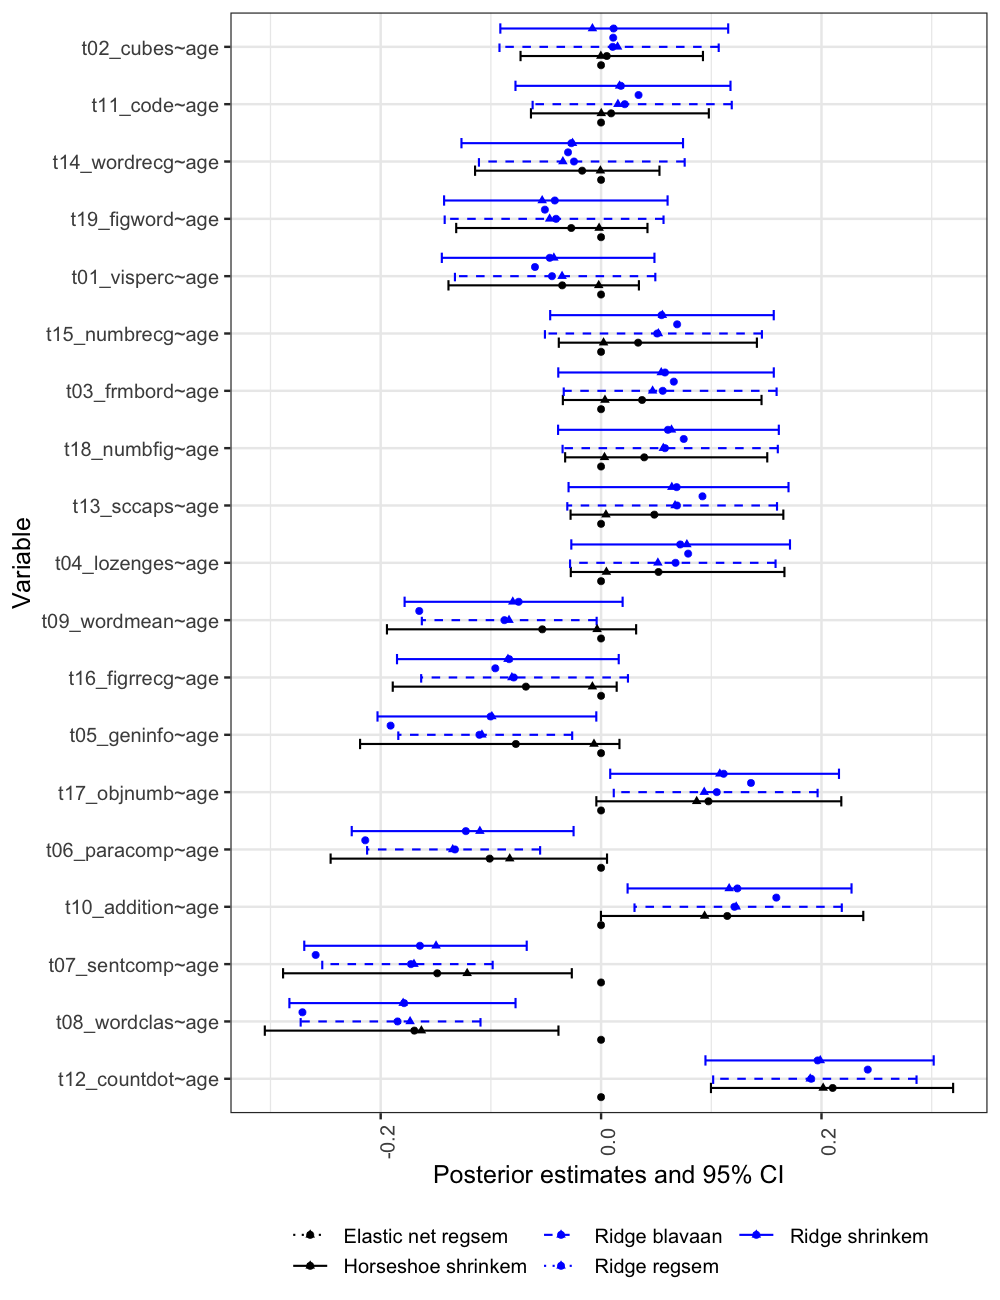 t02_cubes~age
t11_code~age
t14_wordrecg~age
t19_figword~age
t01_visperc~age
t15_numbrecg~age
t03_frmbord~age
t18_numbfig~age
t13_sccaps~age
t04_lozenges~age
t09_wordmean~age
t16_figrrecg~age
t05_geninfo~age
t17_objnumb~age
t06_paracomp~age
t10_addition~age
t07_sentcomp~age
t08_wordclas~age
t12_countdot~age
Variable
-0.2 0.0 0.2
Posterior estimates and 95% CI
Elastic net regsem Ridge blavaan Ridge shrinkem
Horseshoe shrinkem Ridge regsem